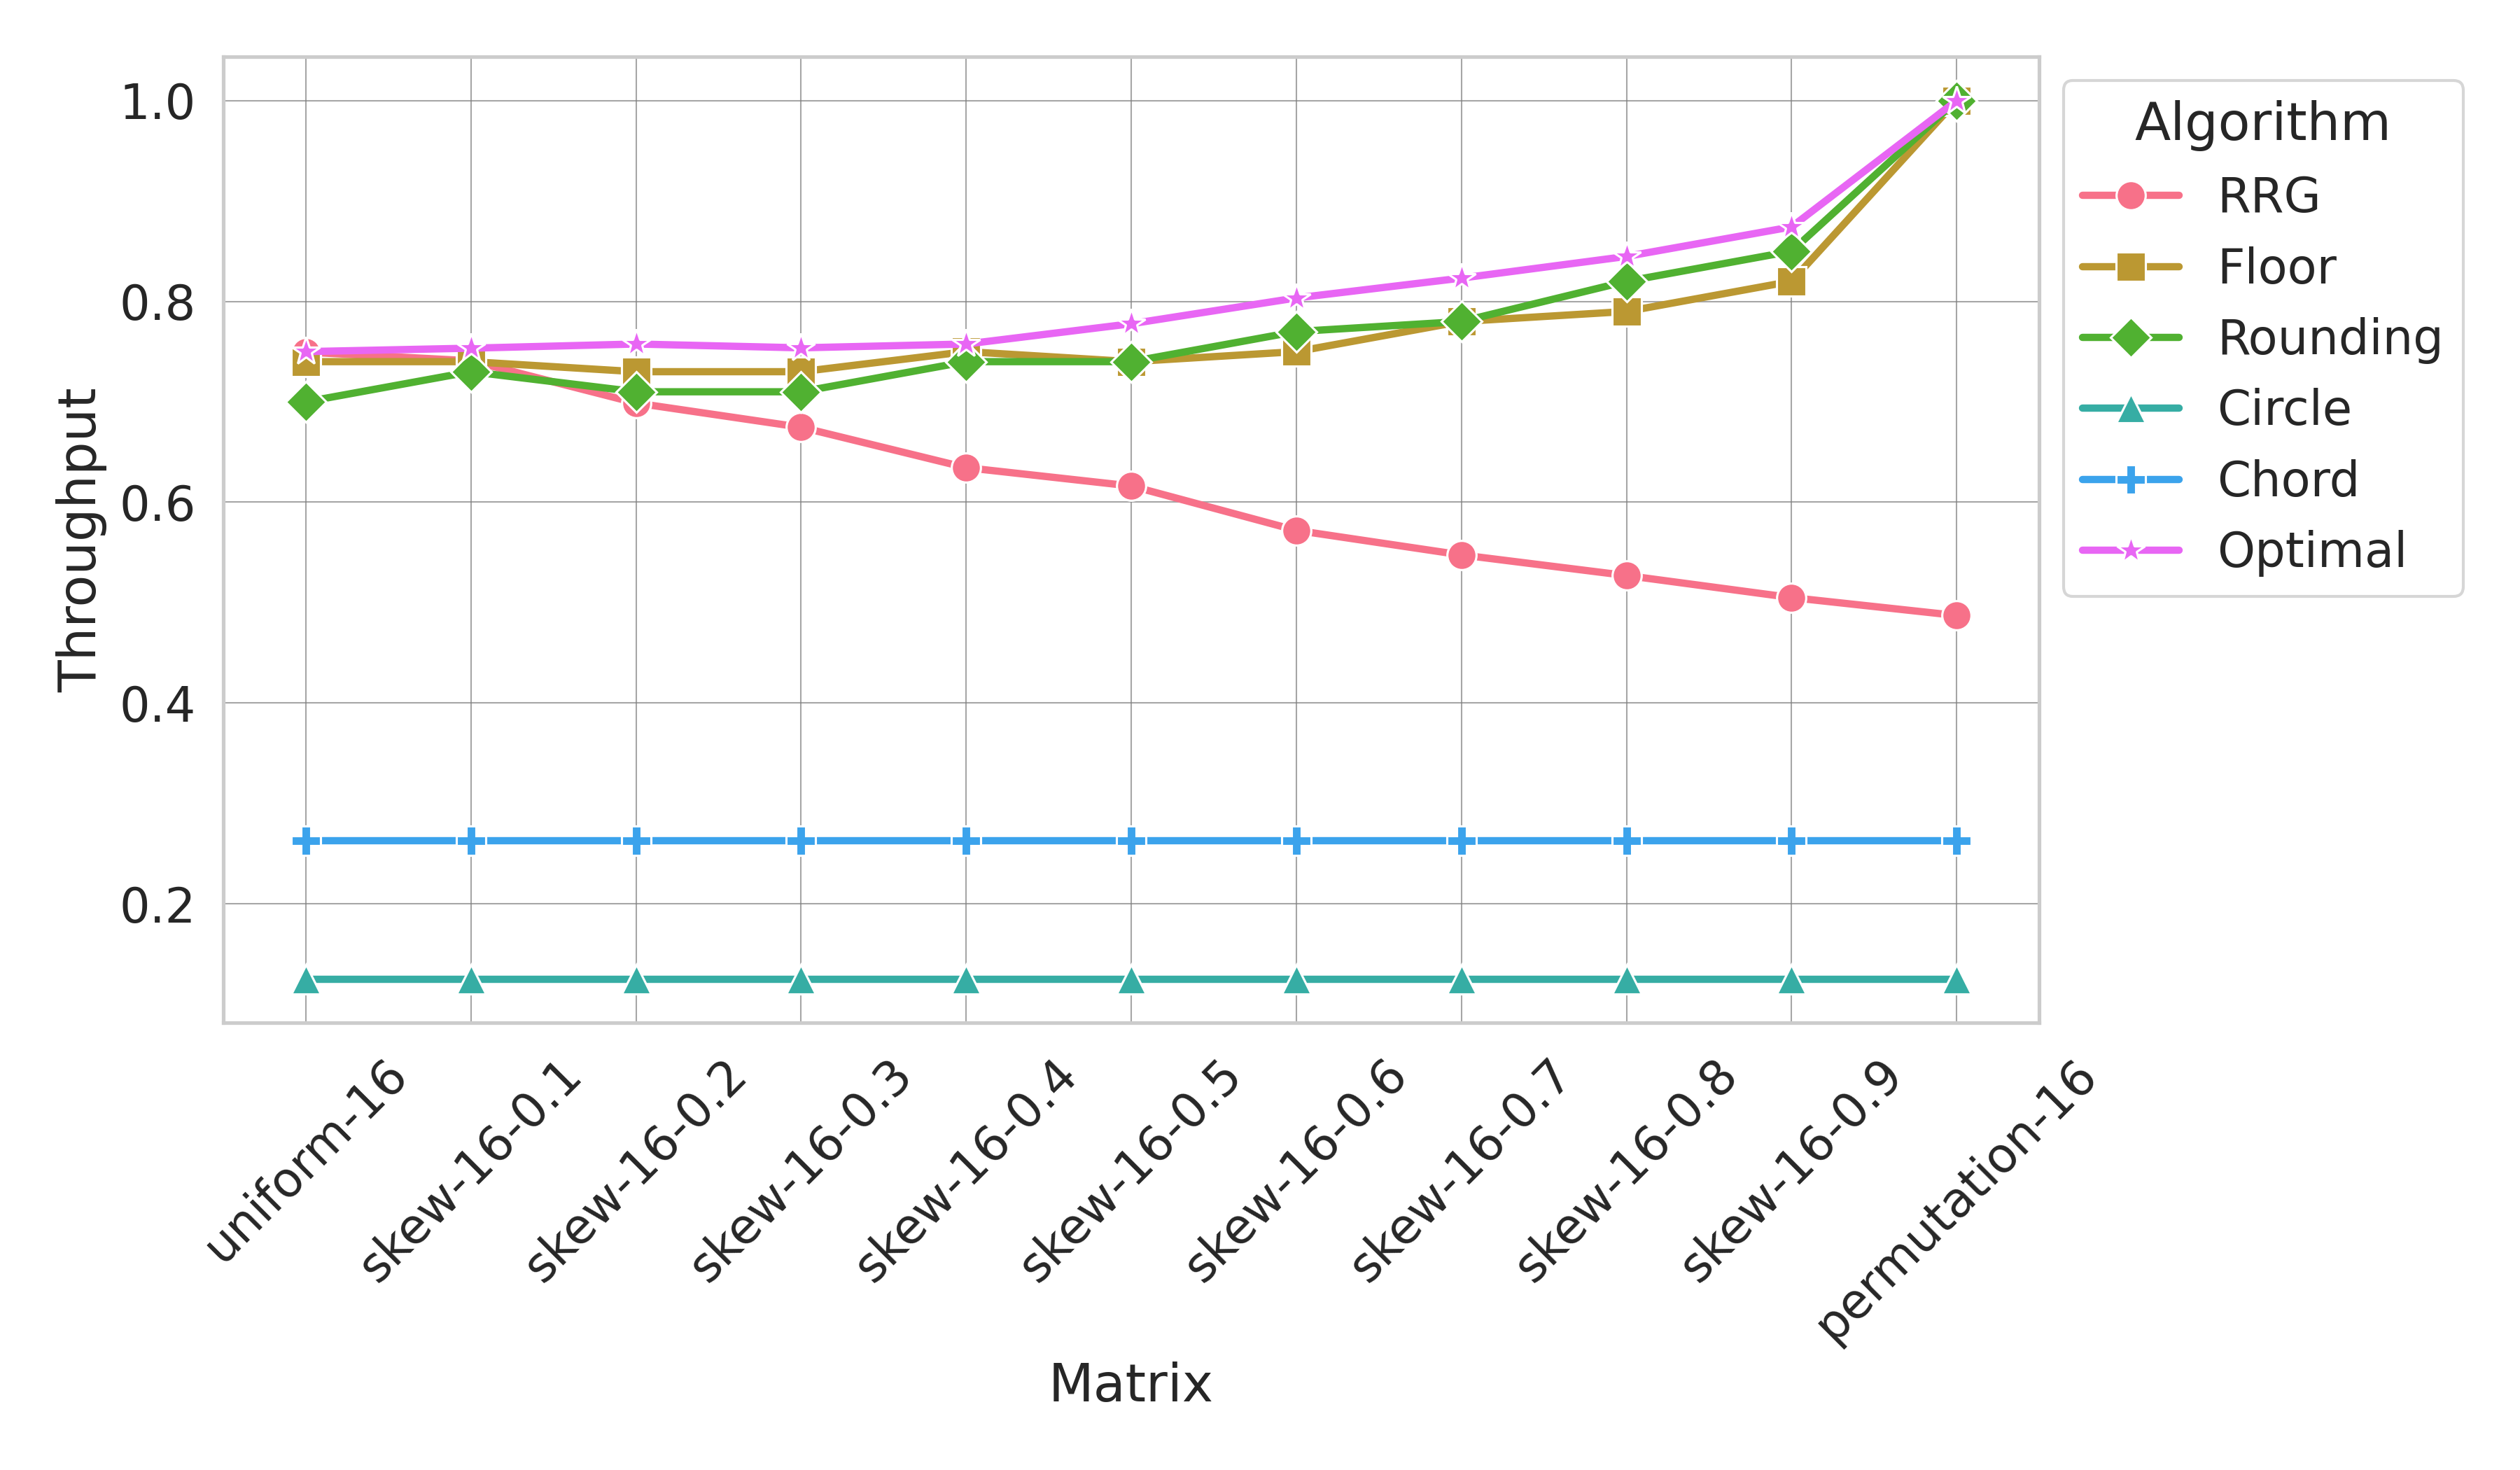 Throughput
1.0
0.8
0.6
0.4
0.2
uniform-16
skew-16-0.1
skew-16-0.2
skew-16-0.3
skew-16-0.4
skew-16-0.5
skew-16-0.6
skew-16-0.7
skew-16-0.8
skew-16-0.9
permutation-16
Matrix
Algorithm
RRG
Floor
Rounding
Circle
Chord
Optimal